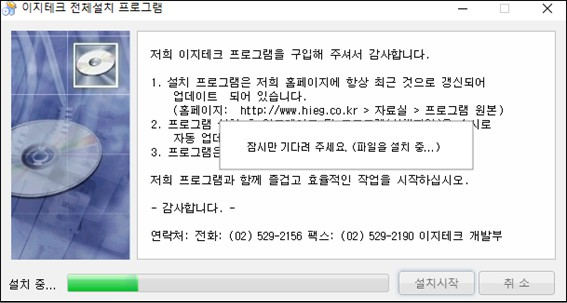 이지테크 전체설치 프로그램
저희 이지테크 프로그램을 구입해 주셔서 감사합니다.
1. 설치 프로그램은 저희 홈페이지에 항상 최근 것으로 갱신되어
업데이트 되어 있습니다.
(홈페이지: http://www.hieg.co.kr > 자료실 > 프로그램 원본)
2. 프로그램
로
자동 업데
3. 프로그램은
잠시만 기다려 주세요. (파일을 설치 중...)
저희 프로그램과 함께 즐겁고 효율적인 작업을 시작하십시오.
- 감사합니다. -
연락처: 전화: (02) 529-2156 팩스: (02) 529-2190 이지테크 개발부
설치 중...
설치시작
취 소